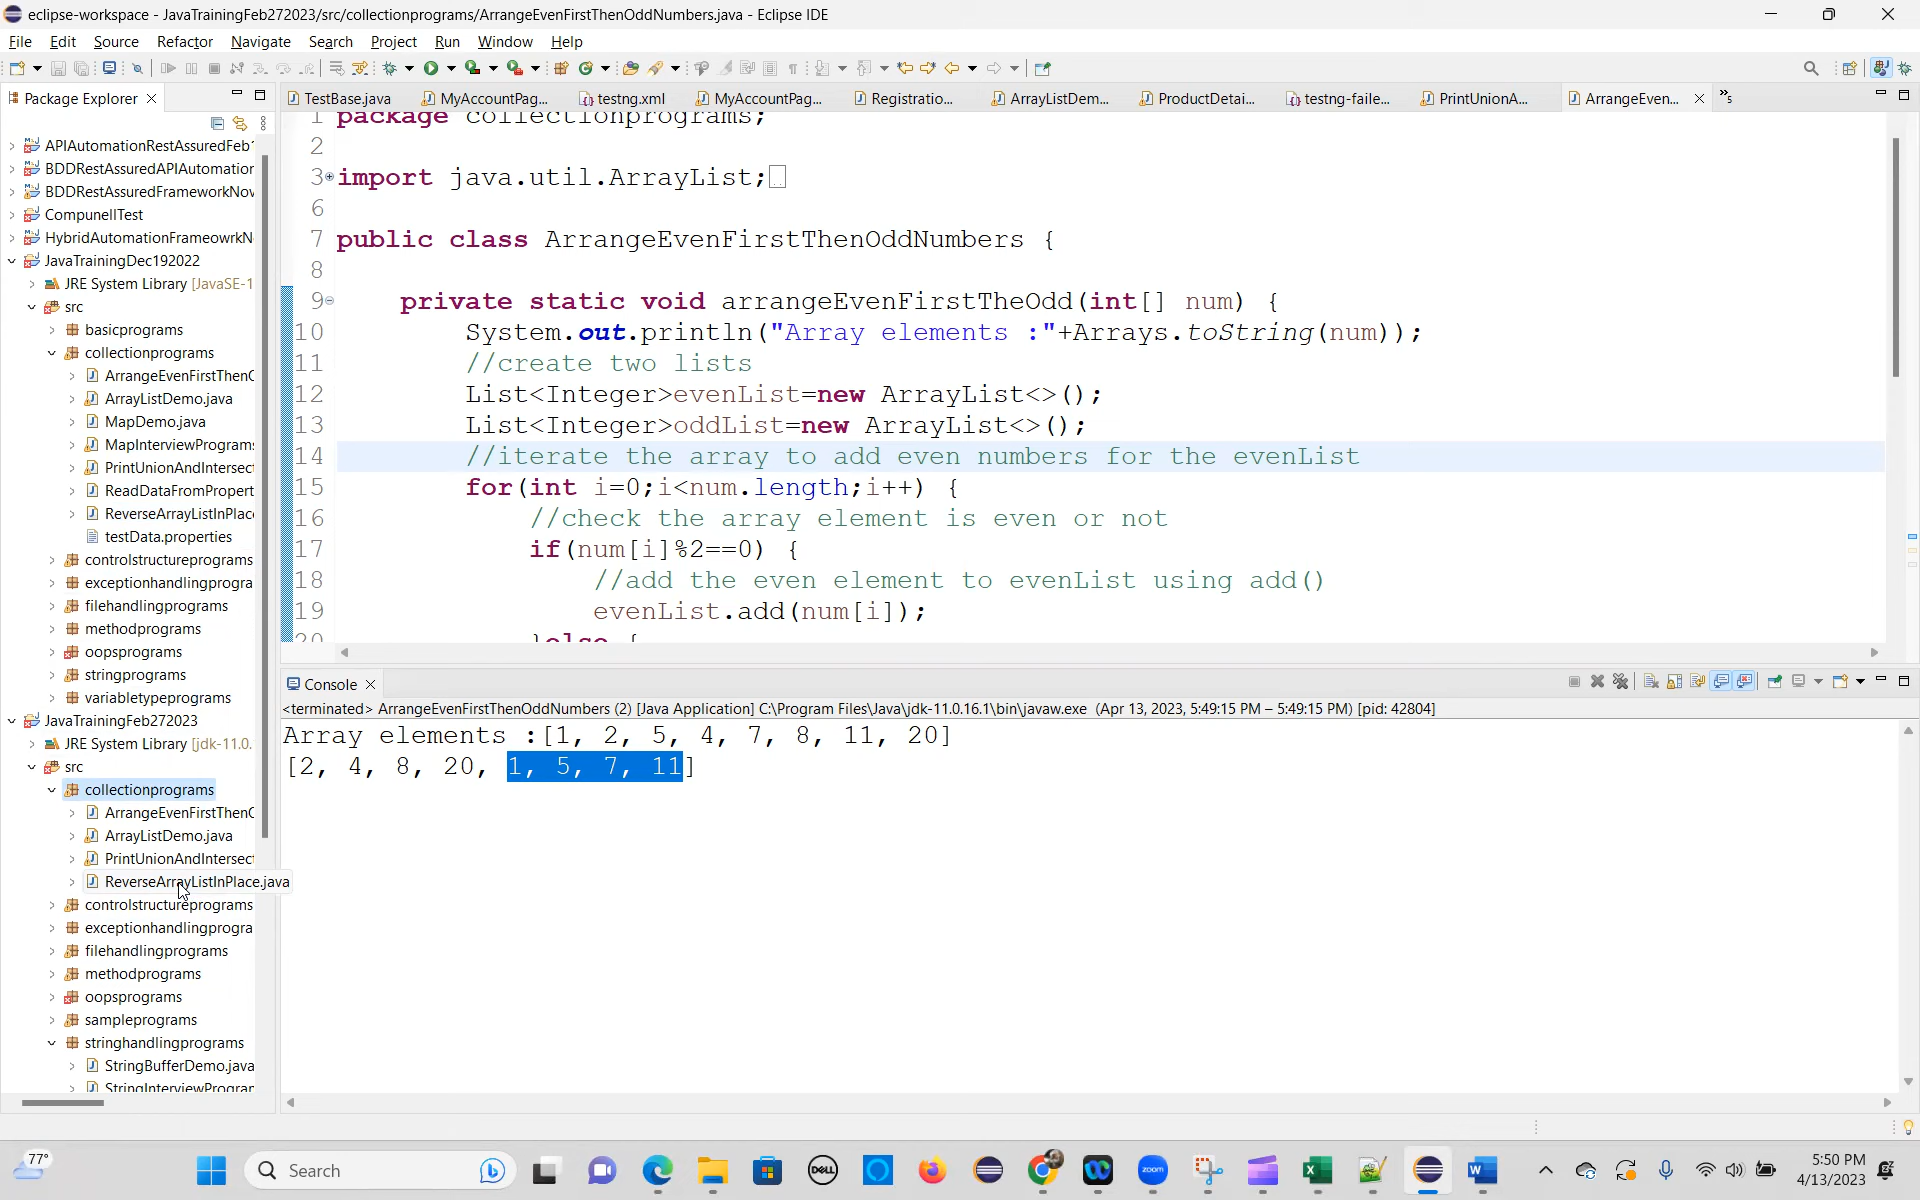 eclipse-workspace - JavaTrainingFeb272023/src/collectionprograms/ArrangeEvenFirstThenOddNumbers.java - Eclipse IDE
File Edit Source Refactor Navigate Search Project Run Window Help
Package Explorer
TestBase.java MyAccountPag... testng.xml MyAccountPag... Registratio... ArrayListDem... ProductDetai... testng-faile... PrintUnionA... ArrangeEven... »5
APIAutomationRestAssuredFeb
BDDRestAssuredAPIAutomation
BDDRestAssuredFrameworkNov
CompunellTest
HybridAutomationFrameowrkN
JavaTrainingDec192022
JRE System Library [JavaSE-1
src
basicprograms
collectionprograms
ArrangeEvenFirstThenO
ArrayListDemo.java
MapDemo.java
MapInterviewPrograms
PrintUnionAndIntersect
ReadDataFromPropert
ReverseArrayListInPlace
testData.properties
controlstructureprograms
exceptionhandlingprogra
filehandlingprograms
methodprograms
oopsprograms
stringprograms
variabletypeprograms
JavaTrainingFeb272023
JRE System Library [jdk-11.0.
src
collectionprograms
ArrangeEvenFirstThenO
ArrayListDemo.java
PrintUnionAndIntersect
ReverseArrayListInPlace.java
controlstructureprograms
exceptionhandlingprogra
filehandlingprograms
methodprograms
oopsprograms
sampleprograms
stringhandlingprograms
StringBufferDemo.java
StringInterviewPrograr
1 package collectionprograms;
2
3 import java.util.ArrayList;
6
7 public class ArrangeEvenFirstThenOddNumbers {
8
9 private static void arrangeEvenFirstTheOdd(int[] num) {
10 System.out.println("Array elements :"+Arrays.toString(num));
11 //create two lists
12 List<Integer>evenList=new ArrayList<>();
13 List<Integer>oddList=new ArrayList<>();
14 //iterate the array to add even numbers for the evenList
15 for(int i=0;i<num.length;i++) {
16 //check the array element is even or not
17 if(num[i]%2==0) {
18 //add the even element to evenList using add()
19 evenList.add(num[i]);
20 }else {
Console
<terminated> ArrangeEvenFirstThenOddNumbers (2) [Java Application] C:\Program Files\Java\jdk-11.0.16.1\bin\javaw.exe (Apr 13, 2023, 5:49:15 PM – 5:49:15 PM) [pid: 42804]
Array elements :[1, 2, 5, 4, 7, 8, 11, 20]
[2, 4, 8, 20, 1, 5, 7, 11]
77°
Search
DELL
zoom
5:50 PM
4/13/2023